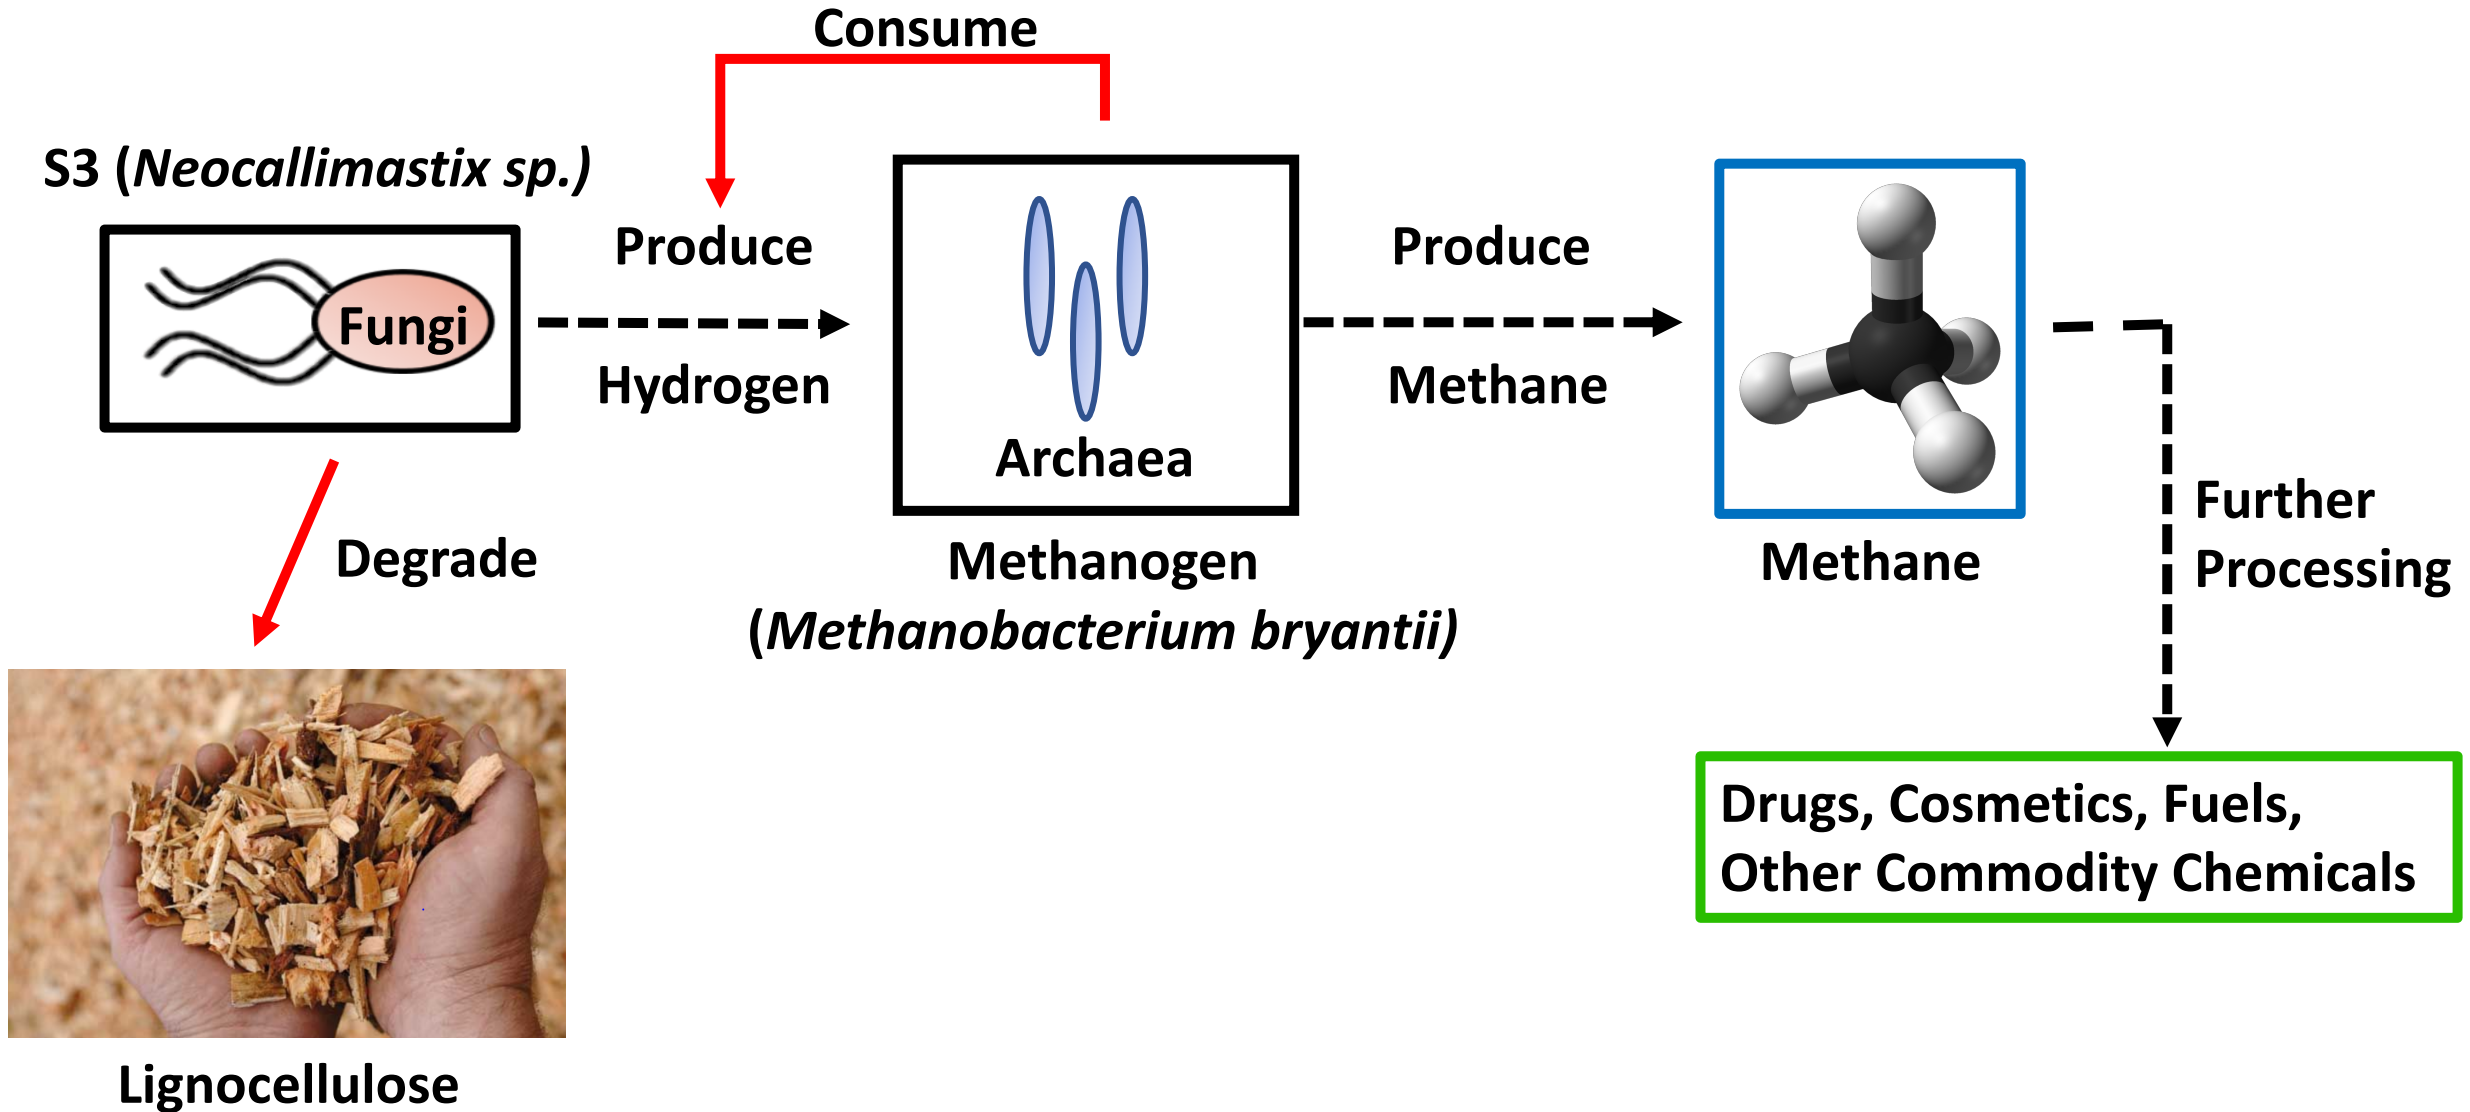 Consume
S3 (Neocallimastix sp.)
Fungi
Produce
Hydrogen
Degrade
Lignocellulose
Archaea
Methanogen
(Methanobacterium bryantii)
Produce
Methane
Methane
Further
Processing
Drugs, Cosmetics, Fuels,
Other Commodity Chemicals